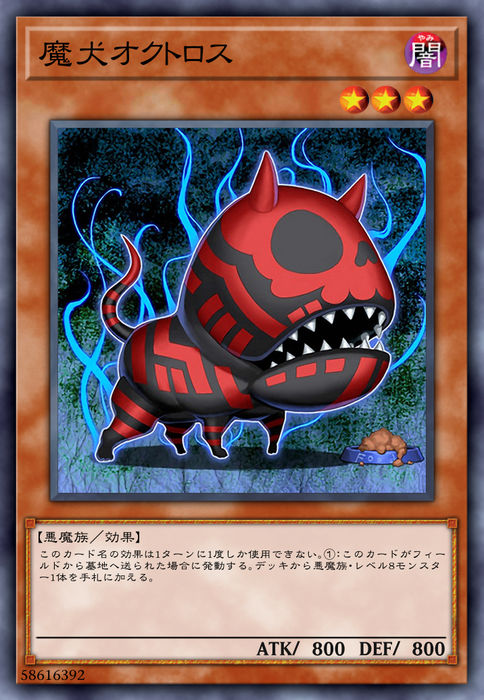 魔犬オクトロス
やみ
闇
【悪魔族／効果】
このカード名の効果は1ターンに1度しか使用できない。①：このカードがフィー
ルドから墓地へ送られた場合に発動する。デッキから悪魔族・レベル8モンスタ
ー1体を手札に加える。
ATK/ 800 DEF/ 800
58616392